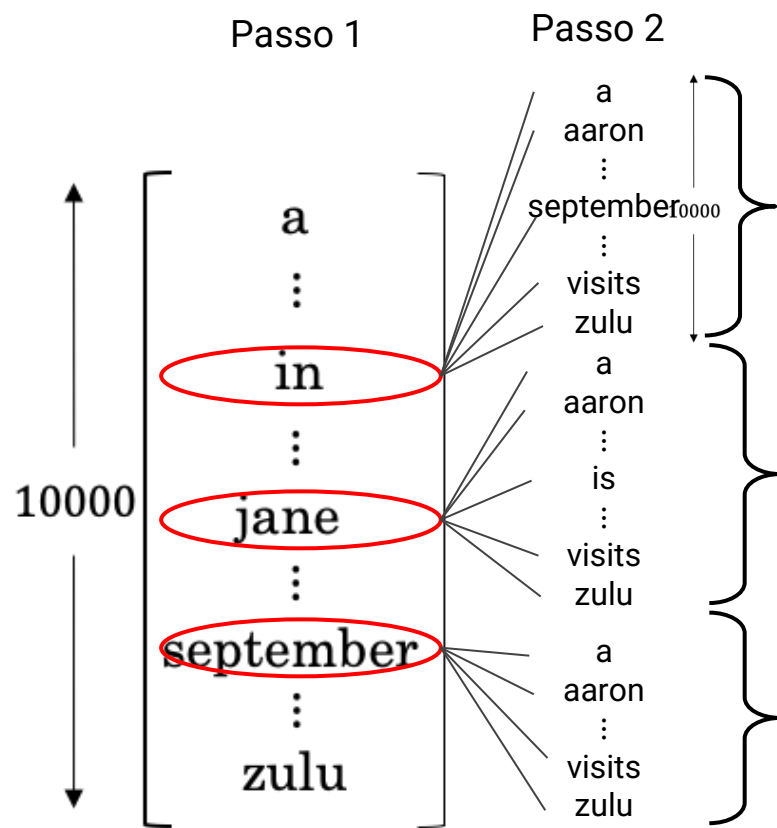 Passo 1
10000
a
⋮
in
⋮
jane
⋮
september
⋮
zulu
Passo 2
a
aaron
⋮
september
10000
⋮
visits
zulu
a
aaron
⋮
is
⋮
visits
zulu
a
aaron
⋮
visits
zulu